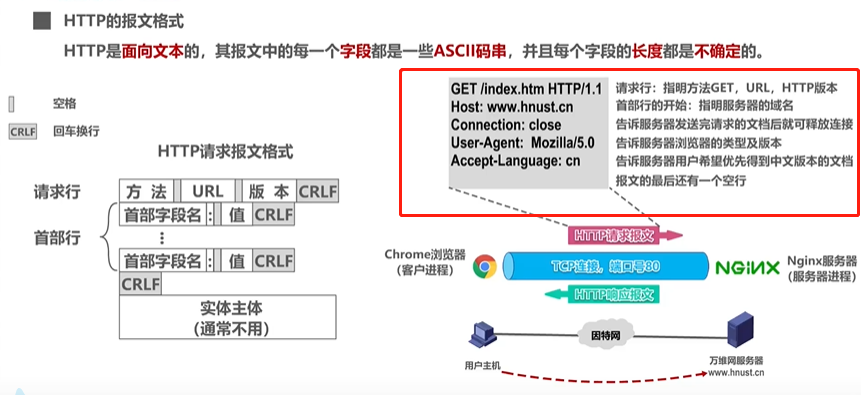 HTTP的报文格式
HTTP是面向文本的，其报文中的每一个字段都是一些ASCII码串，并且每个字段的长度都是不确定的。
空格
CRLF 回车换行
HTTP请求报文格式
请求行 方 法 URL 版 本 CRLF
首部行 首部字段名 : 值 CRLF
⋮
首部字段名 : 值 CRLF
CRLF
实体主体
（通常不用）
GET /index.htm HTTP/1.1 请求行：指明方法GET，URL，HTTP版本
Host: www.hnust.cn 首部行的开始：指明服务器的域名
Connection: close 告诉服务器发送完请求的文档后就可释放连接
User-Agent: Mozilla/5.0 告诉服务器浏览器的类型及版本
Accept-Language: cn 告诉服务器用户希望优先得到中文版本的文档
报文的最后还有一个空行
HTTP请求报文
Chrome浏览器
（客户进程）
TCP连接，端口号80
NGINX
Nginx服务器
（服务器进程）
HTTP响应报文
因特网
用户主机
万维网服务器
www.hnust.cn